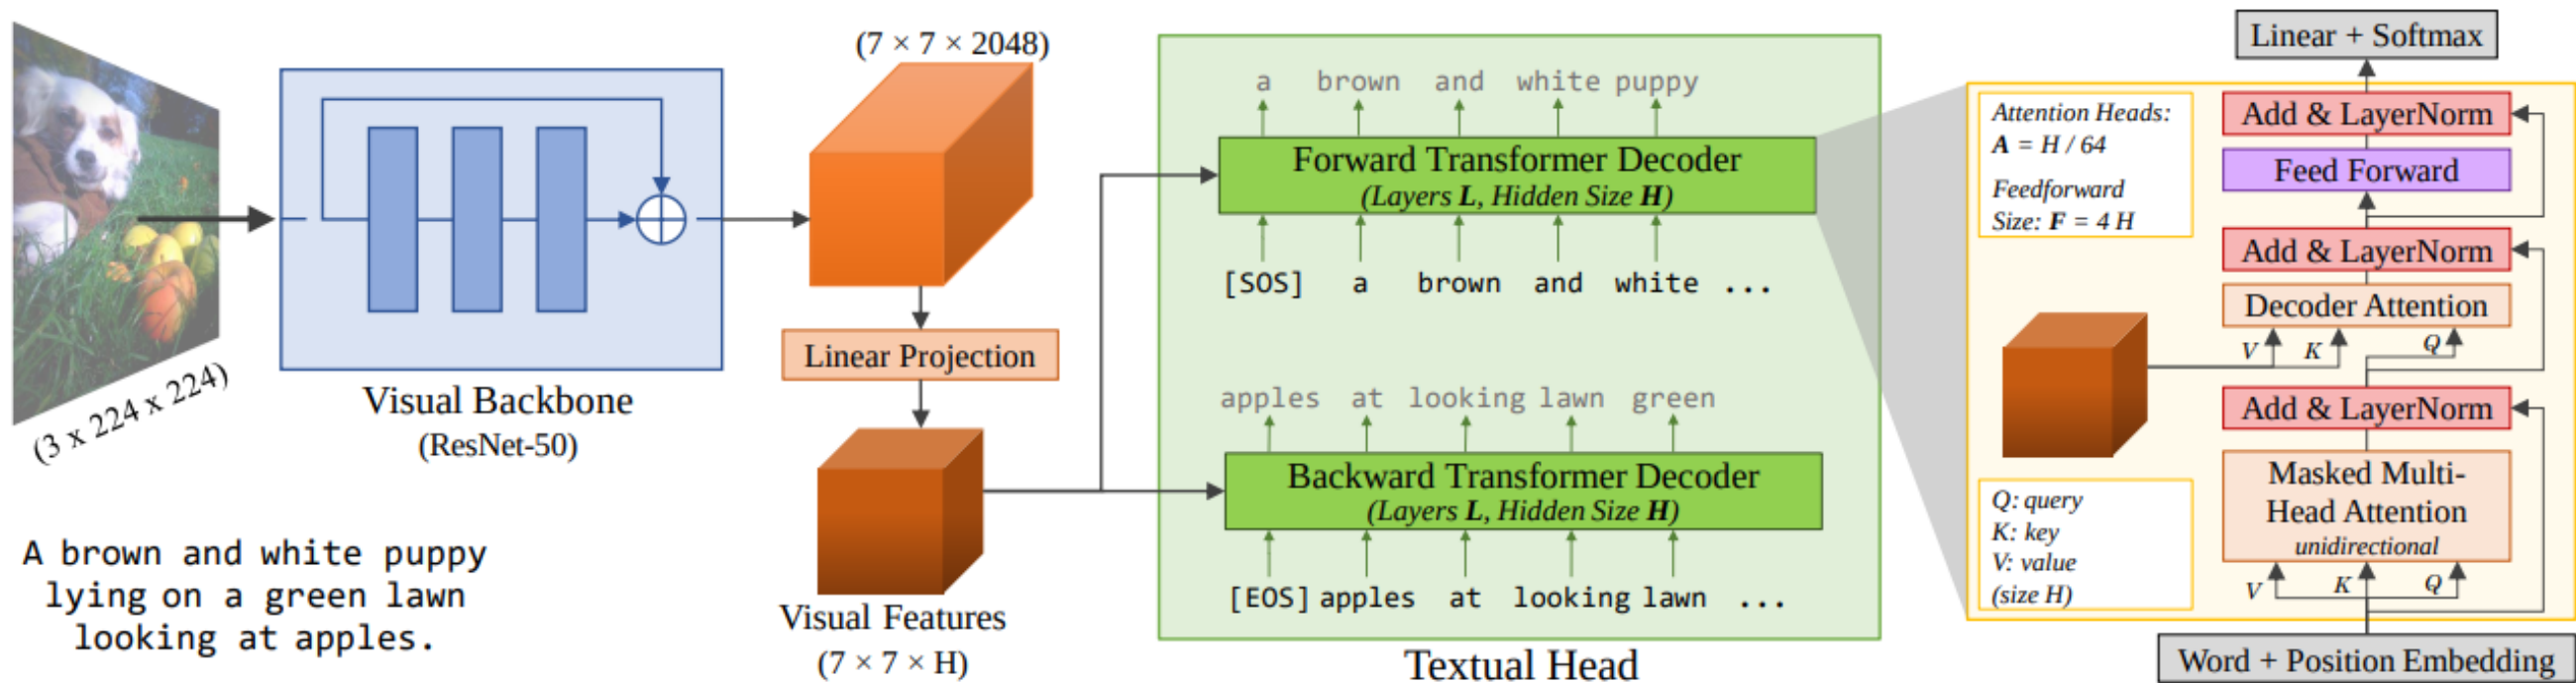 (3 x 224 x 224)
A brown and white puppy
lying on a green lawn
looking at apples.
Visual Backbone
(ResNet-50)
(7 × 7 × 2048)
Linear Projection
Visual Features
(7 × 7 × H)
a brown and white puppy
Forward Transformer Decoder
(Layers L, Hidden Size H)
[SOS] a brown and white ...
apples at looking lawn green
Backward Transformer Decoder
(Layers L, Hidden Size H)
[EOS] apples at looking lawn ...
Textual Head
Attention Heads:
A = H / 64
Feedforward
Size: F = 4 H
Q: query
K: key
V: value
(size H)
Linear + Softmax
Add & LayerNorm
Feed Forward
Add & LayerNorm
Decoder Attention
V K Q
Add & LayerNorm
Masked Multi-
Head Attention
unidirectional
V K Q
Word + Position Embedding